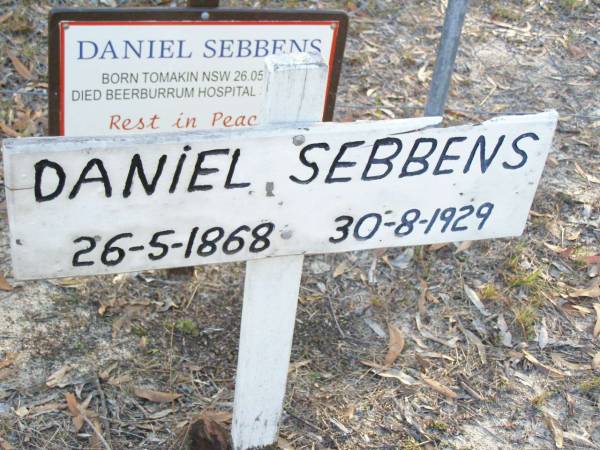 DANIEL SEBBENS
BORN TOMAKIN NSW 26.05
DIED BEERBURRUM HOSPITAL
Rest in Peac
DANiEL SEBBENS
26-5-1868 30-8-1929